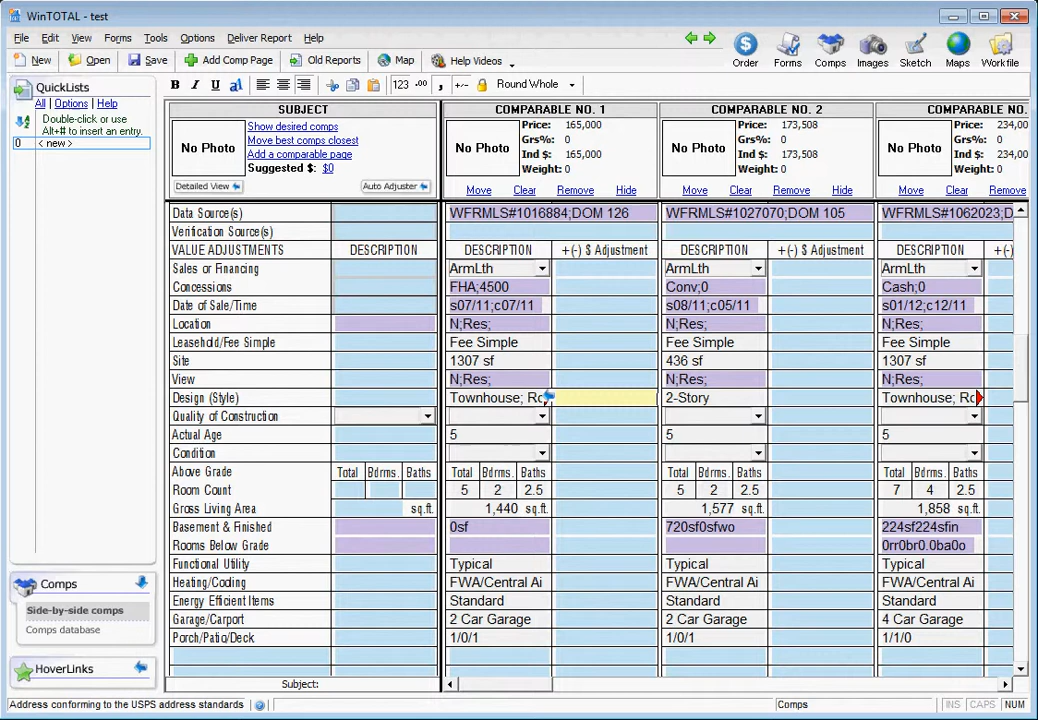 WinTOTAL - test
File Edit View Forms Tools Options Deliver Report Help
New Open Save Add Comp Page Old Reports Map Help Videos
Order Forms Comps Images Sketch Maps Workfile
QuickLists
All | Options | Help
Double-click or use
Alt+# to insert an entry.
0 < new >
B I U a 123 .00 , +/- Round Whole
SUBJECT COMPARABLE NO. 1 COMPARABLE NO. 2 COMPARABLE NO.
No Photo
Show desired comps
Move best comps closest
Add a comparable page
Suggested $: $0
Detailed View Auto Adjuster
No Photo
Price: 165,000
Grs%: 0
Ind $: 165,000
Weight: 0
Move Clear Remove Hide
No Photo
Price: 173,508
Grs%: 0
Ind $: 173,508
Weight: 0
Move Clear Remove Hide
No Photo
Price: 234,00
Grs%: 0
Ind $: 234,00
Weight: 0
Move Clear Remove
Data Source(s) WFRMLS#1016884;DOM 126 WFRMLS#1027070;DOM 105 WFRMLS#1062023;D
Verification Source(s)
VALUE ADJUSTMENTS DESCRIPTION DESCRIPTION +(-) $ Adjustment DESCRIPTION +(-) $ Adjustment DESCRIPTION +(-)
Sales or Financing ArmLth ArmLth ArmLth
Concessions FHA;4500 Conv;0 Cash;0
Date of Sale/Time s07/11;c07/11 s08/11;c05/11 s01/12;c12/11
Location N;Res; N;Res; N;Res;
Leasehold/Fee Simple Fee Simple Fee Simple Fee Simple
Site 1307 sf 436 sf 1307 sf
View N;Res; N;Res; N;Res;
Design (Style) Townhouse; Ro 2-Story Townhouse; Rc
Quality of Construction
Actual Age 5 5 5
Condition
Above Grade Total Bdrms. Baths Total Bdrms. Baths Total Bdrms. Baths Total Bdrms. Baths
Room Count 5 2 2.5 5 2 2.5 7 4 2.5
Gross Living Area sq.ft. 1,440 sq.ft. 1,577 sq.ft. 1,858 sq.ft.
Basement & Finished 0sf 720sf0sfwo 224sf224sfin
Rooms Below Grade 0rr0br0.0ba0o
Functional Utility Typical Typical Typical
Heating/Cooling FWA/Central Ai FWA/Central Ai FWA/Central Ai
Energy Efficient Items Standard Standard Standard
Garage/Carport 2 Car Garage 2 Car Garage 4 Car Garage
Porch/Patio/Deck 1/0/1 1/0/1 1/1/0
Subject:
Comps
Side-by-side comps
Comps database
HoverLinks
Address conforming to the USPS address standards Comps INS CAPS NUM